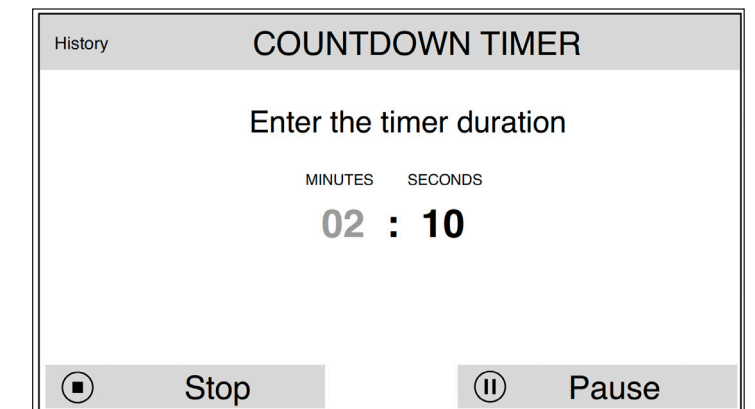 History COUNTDOWN TIMER
Enter the timer duration
MINUTES SECONDS
02 : 10
Stop Pause